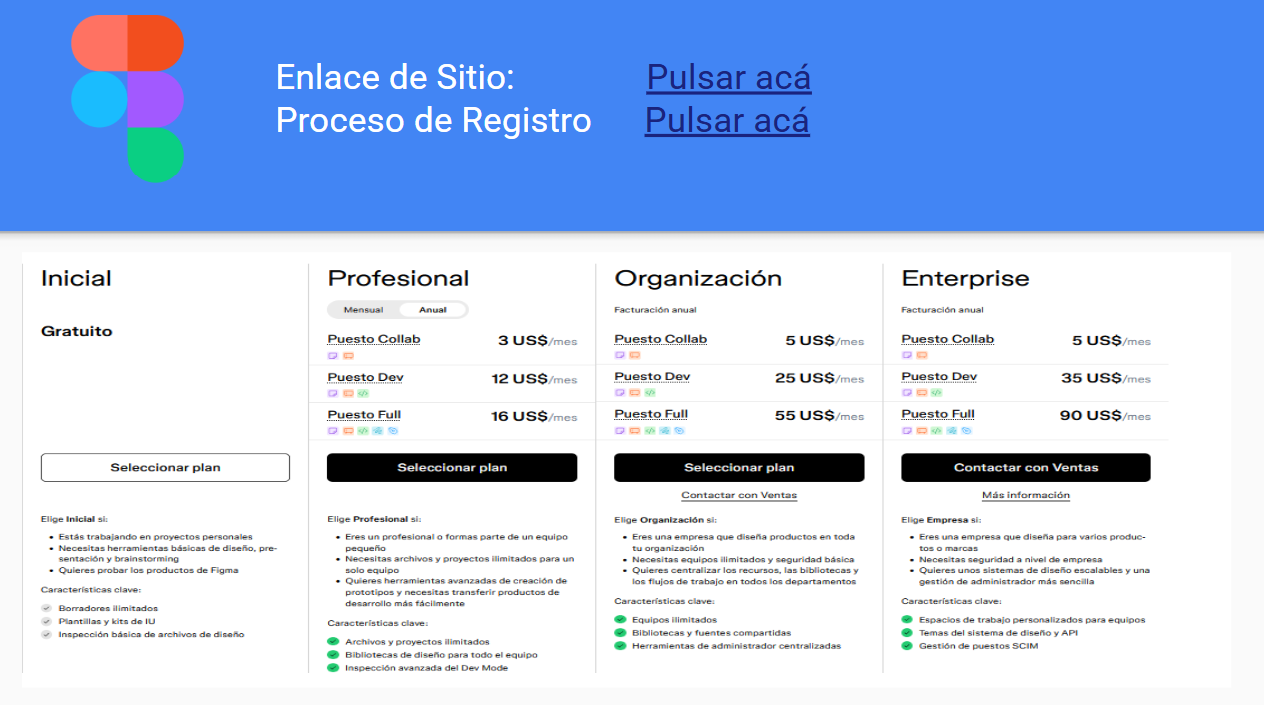 Enlace de Sitio: Pulsar acá
Proceso de Registro Pulsar acá
Inicial
Gratuito
Seleccionar plan
Elige Inicial si:
Estás trabajando en proyectos personales
Necesitas herramientas básicas de diseño, pre-
sentación y brainstorming
Quieres probar los productos de Figma
Características clave:
Borradores ilimitados
Plantillas y kits de IU
Inspección básica de archivos de diseño
Profesional
Mensual Anual
Puesto Collab 3 US$/mes
Puesto Dev 12 US$/mes
Puesto Full 16 US$/mes
Seleccionar plan
Elige Profesional si:
Eres un profesional o formas parte de un equipo
pequeño
Necesitas archivos y proyectos ilimitados para un
solo equipo
Quieres herramientas avanzadas de creación de
prototipos y necesitas transferir productos de
desarrollo más fácilmente
Características clave:
Archivos y proyectos ilimitados
Bibliotecas de diseño para todo el equipo
Inspección avanzada del Dev Mode
Organización
Facturación anual
Puesto Collab 5 US$/mes
Puesto Dev 25 US$/mes
Puesto Full 55 US$/mes
Seleccionar plan
Contactar con Ventas
Elige Organización si:
Eres una empresa que diseña productos en toda
tu organización
Necesitas equipos ilimitados y seguridad básica
Quieres centralizar los recursos, las bibliotecas y
los flujos de trabajo en todos los departamentos
Características clave:
Equipos ilimitados
Bibliotecas y fuentes compartidas
Herramientas de administrador centralizadas
Enterprise
Facturación anual
Puesto Collab 5 US$/mes
Puesto Dev 35 US$/mes
Puesto Full 90 US$/mes
Contactar con Ventas
Más información
Elige Empresa si:
Eres una empresa que diseña para varios produc-
tos o marcas
Necesitas seguridad a nivel de empresa
Quieres unos sistemas de diseño escalables y una
gestión de administrador más sencilla
Características clave:
Espacios de trabajo personalizados para equipos
Temas del sistema de diseño y API
Gestión de puestos SCIM